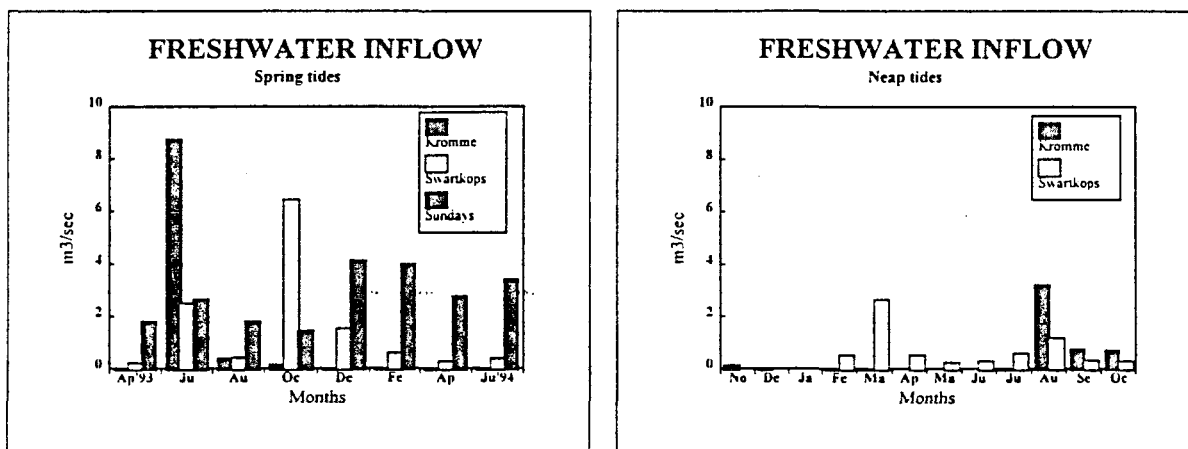 FRESHWATER INFLOW
Spring tides
10
8
6
4
2
0
m3/sec
Kromme
Swartkops
Sundays
Ap'93 Ju Au Oc De Fe Ap Ju'94
Months
FRESHWATER INFLOW
Neap tides
10
8
6
4
2
0
m3/sec
Kromme
Swartkops
No De Ja Fe Ma Ap Ma Ju Ju Au Se Oc
Months